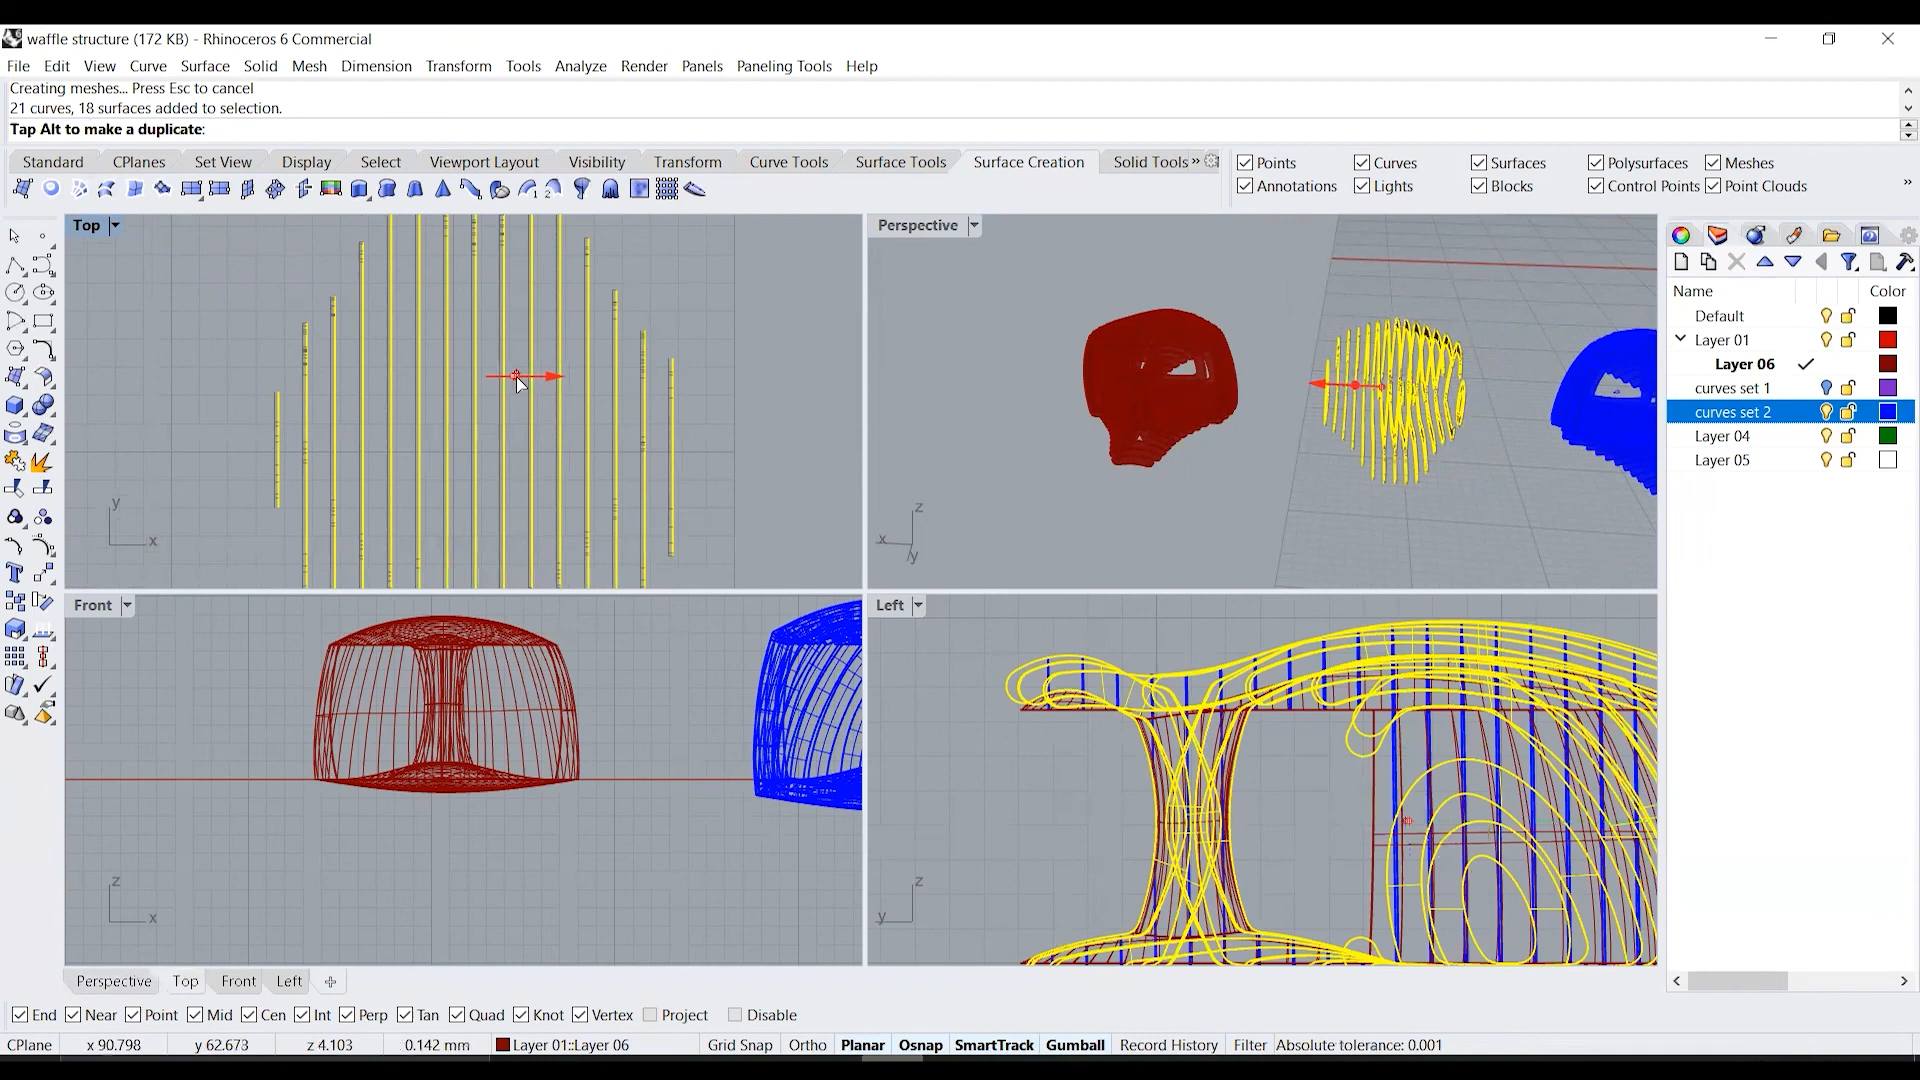 waffle structure (172 KB) - Rhinoceros 6 Commercial
File Edit View Curve Surface Solid Mesh Dimension Transform Tools Analyze Render Panels Paneling Tools Help
Creating meshes... Press Esc to cancel
21 curves, 18 surfaces added to selection.
Tap Alt to make a duplicate:
Standard CPlanes Set View Display Select Viewport Layout Visibility Transform Curve Tools Surface Tools Surface Creation Solid Tools »
Points Curves Surfaces Polysurfaces Meshes
Annotations Lights Blocks Control Points Point Clouds »
Top
Perspective
Name Color
Default
Layer 01
Layer 06
curves set 1
curves set 2
Layer 04
Layer 05
y
x
z
x
y
Front
Left
z
x
z
y
Perspective Top Front Left
End Near Point Mid Cen Int Perp Tan Quad Knot Vertex Project Disable
CPlane x 90.798 y 62.673 z 4.103 0.142 mm Layer 01::Layer 06 Grid Snap Ortho Planar Osnap SmartTrack Gumball Record History Filter Absolute tolerance: 0.001